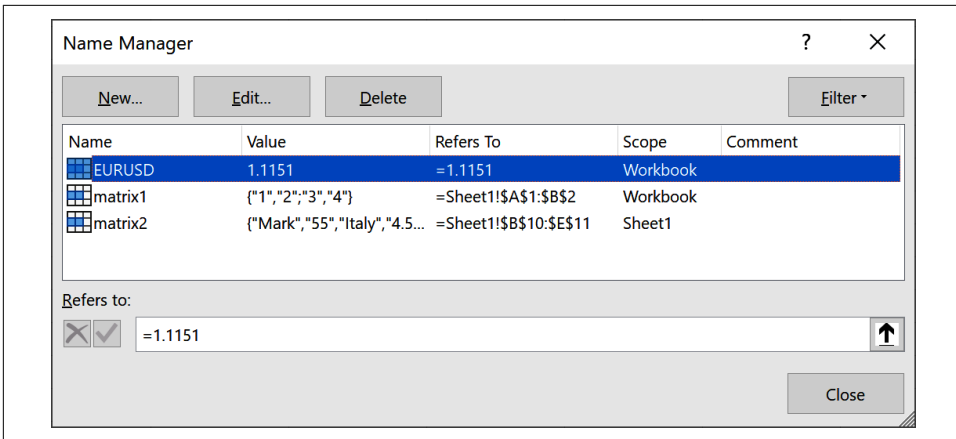 Name Manager ?
New... Edit... Delete Filter
Name Value Refers To Scope Comment
EURUSD 1.1151 =1.1151 Workbook
matrix1 {"1","2";"3","4"} =Sheet1!$A$1:$B$2 Workbook
matrix2 {"Mark","55","Italy","4.5... =Sheet1!$B$10:$E$11 Sheet1
Refers to:
=1.1151
Close